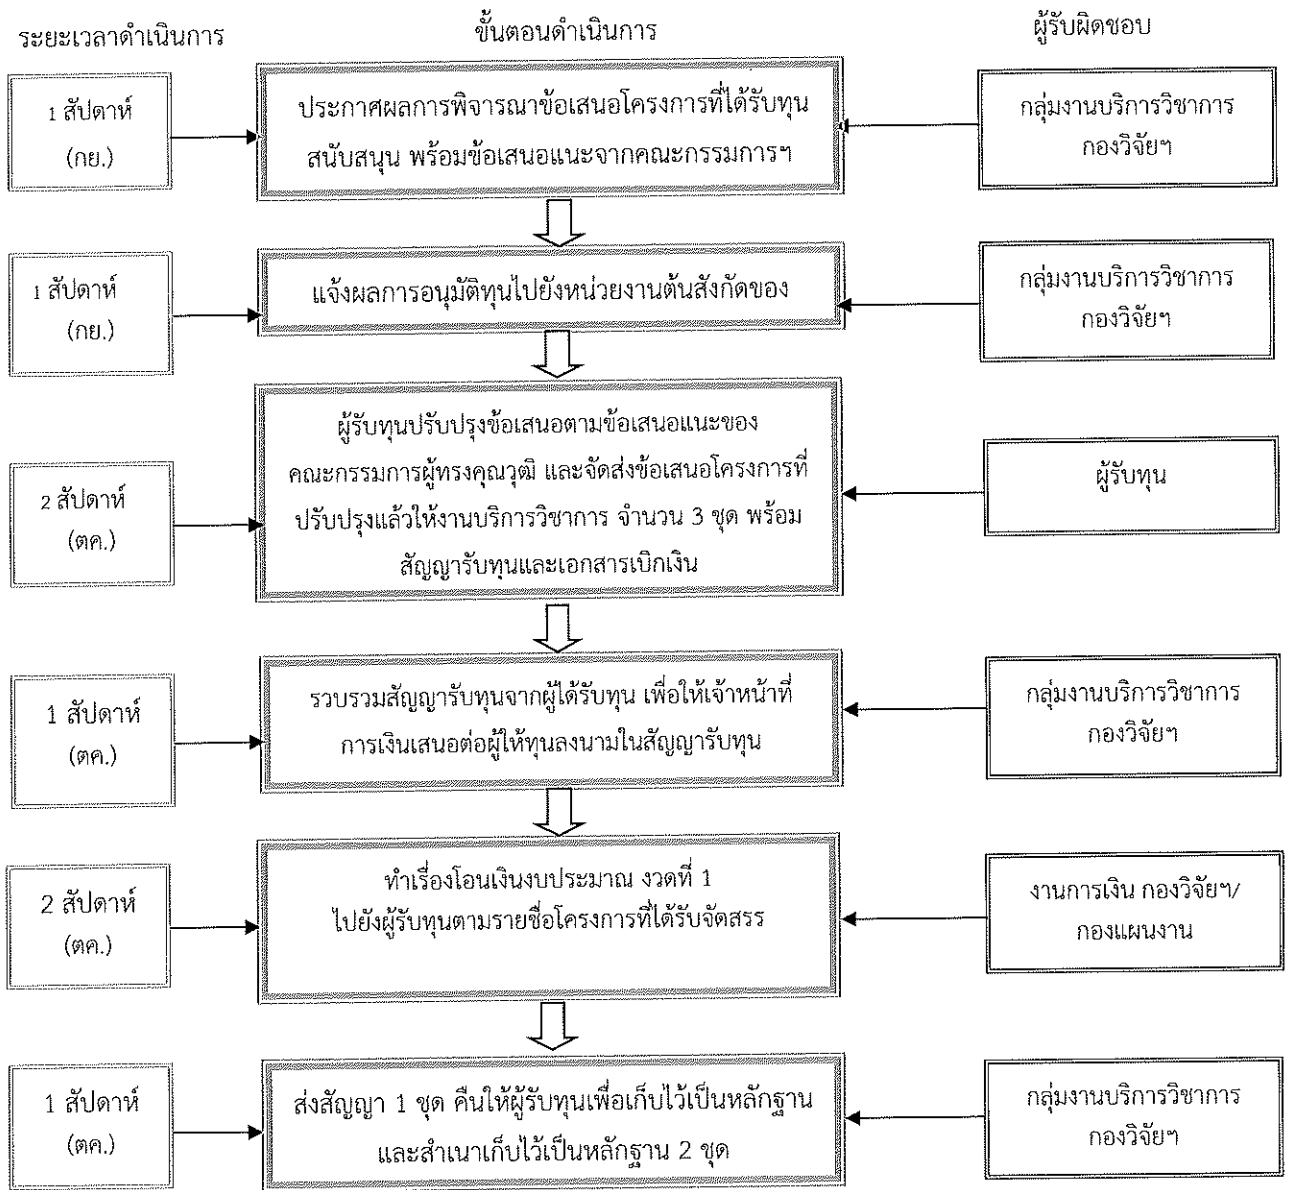 ระยะเวลาดำเนินการ
ขั้นตอนดำเนินการ
ผู้รับผิดชอบ
1 สัปดาห์
(กย.)
ประกาศผลการพิจารณาข้อเสนอโครงการที่ได้รับทุน
สนับสนุน พร้อมข้อเสนอแนะจากคณะกรรมการฯ
กลุ่มงานบริการวิชาการ
กองวิจัยฯ
1 สัปดาห์
(กย.)
แจ้งผลการอนุมัติทุนไปยังหน่วยงานต้นสังกัดของ
กลุ่มงานบริการวิชาการ
กองวิจัยฯ
2 สัปดาห์
(ตค.)
ผู้รับทุนปรับปรุงข้อเสนอตามข้อเสนอแนะของ
คณะกรรมการผู้ทรงคุณวุฒิ และจัดส่งข้อเสนอโครงการที่
ปรับปรุงแล้วให้งานบริการวิชาการ จำนวน 3 ชุด พร้อม
สัญญารับทุนและเอกสารเบิกเงิน
ผู้รับทุน
1 สัปดาห์
(ตค.)
รวบรวมสัญญารับทุนจากผู้ได้รับทุน เพื่อให้เจ้าหน้าที่
การเงินเสนอต่อผู้ให้ทุนลงนามในสัญญารับทุน
กลุ่มงานบริการวิชาการ
กองวิจัยฯ
2 สัปดาห์
(ตค.)
ทำเรื่องโอนเงินงบประมาณ งวดที่ 1
ไปยังผู้รับทุนตามรายชื่อโครงการที่ได้รับจัดสรร
งานการเงิน กองวิจัยฯ/
กองแผนงาน
1 สัปดาห์
(ตค.)
ส่งสัญญา 1 ชุด คืนให้ผู้รับทุนเพื่อเก็บไว้เป็นหลักฐาน
และสำเนาเก็บไว้เป็นหลักฐาน 2 ชุด
กลุ่มงานบริการวิชาการ
กองวิจัยฯ